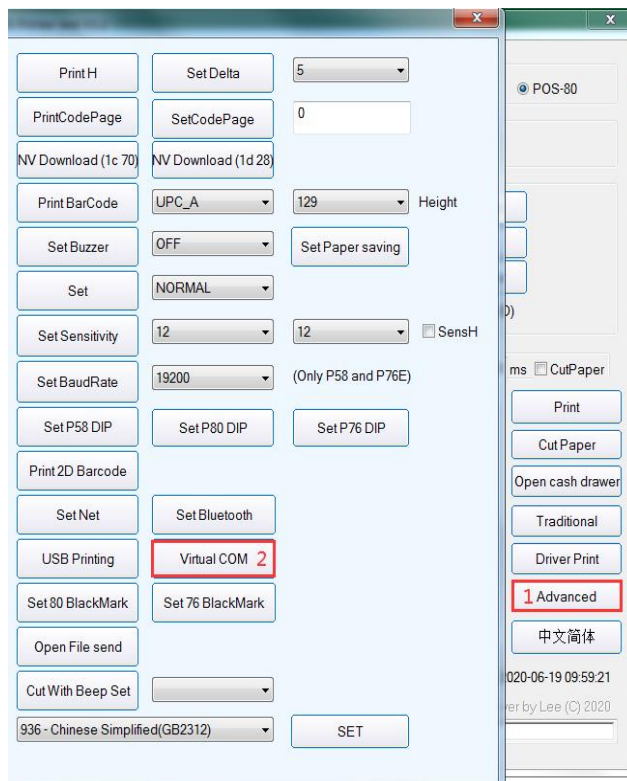 x
x
Print H
Set Delta
5
POS-80
PrintCodePage
SetCodePage
0
NV Download (1c 70)
NV Download (1d 28)
Print BarCode
UPC_A
129
Height
Set Buzzer
OFF
Set Paper saving
Set
NORMAL
Set Sensitivity
12
12
SensH
Set BaudRate
19200
(Only P58 and P76E)
ms
CutPaper
Print
Set P58 DIP
Set P80 DIP
Set P76 DIP
Cut Paper
Print 2D Barcode
Open cash drawer
Set Net
Set Bluetooth
Traditional
USB Printing
Virtual COM 2
Driver Print
Set 80 BlackMark
Set 76 BlackMark
1 Advanced
Open File send
中文简体
2020-06-19 09:59:21
Cut With Beep Set
by Lee (C) 2020
936 - Chinese Simplified(GB2312)
SET